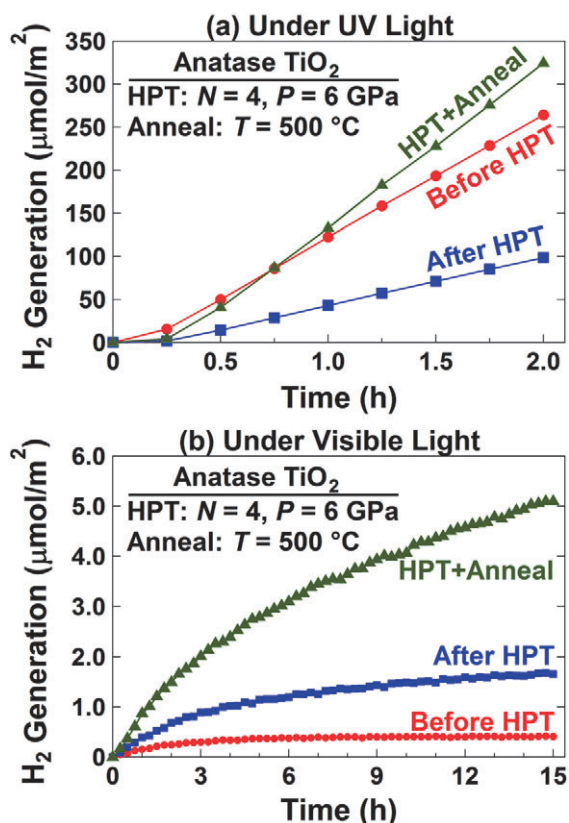 (a) Under UV Light
H₂ Generation (μmol/m²)
350
300
250
200
150
100
50
0
Anatase TiO₂
HPT: N = 4, P = 6 GPa
Anneal: T = 500 °C
HPT+Anneal
Before HPT
After HPT
0 0.5 1.0 1.5 2.0
Time (h)
(b) Under Visible Light
H₂ Generation (μmol/m²)
6.0
5.0
4.0
3.0
2.0
1.0
0.0
Anatase TiO₂
HPT: N = 4, P = 6 GPa
Anneal: T = 500 °C
HPT+Anneal
After HPT
Before HPT
0 3 6 9 12 15
Time (h)